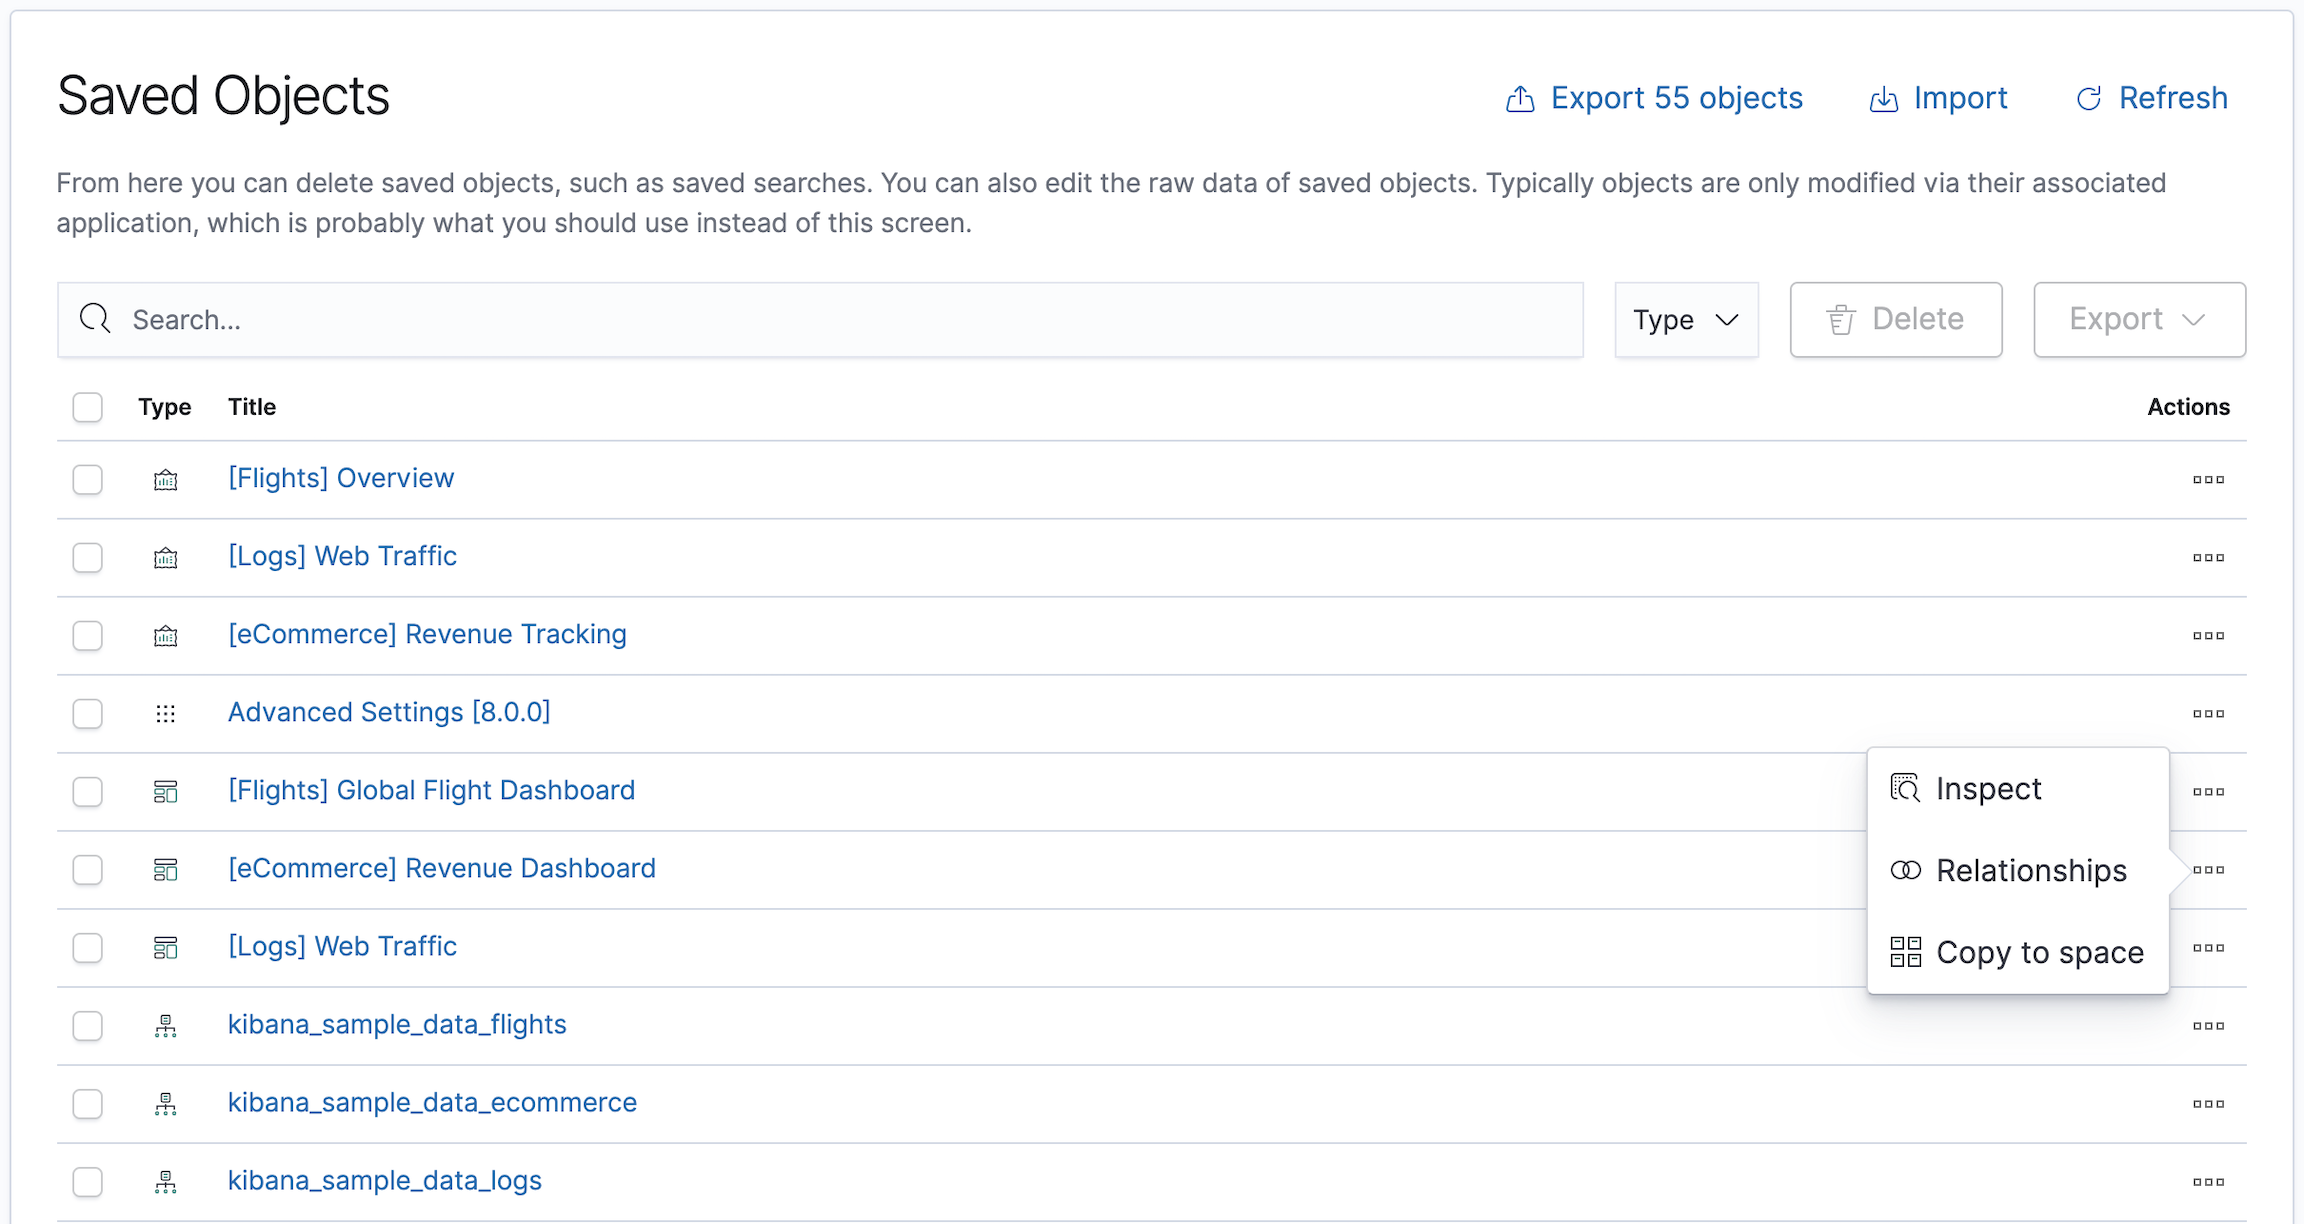 Saved Objects
Export 55 objects
Import
Refresh
From here you can delete saved objects, such as saved searches. You can also edit the raw data of saved objects. Typically objects are only modified via their associated
application, which is probably what you should use instead of this screen.
Search...
Type
Delete
Export
Type Title Actions
[Flights] Overview
[Logs] Web Traffic
[eCommerce] Revenue Tracking
Advanced Settings [8.0.0]
[Flights] Global Flight Dashboard
Inspect
[eCommerce] Revenue Dashboard
Relationships
[Logs] Web Traffic
Copy to space
kibana_sample_data_flights
kibana_sample_data_ecommerce
kibana_sample_data_logs